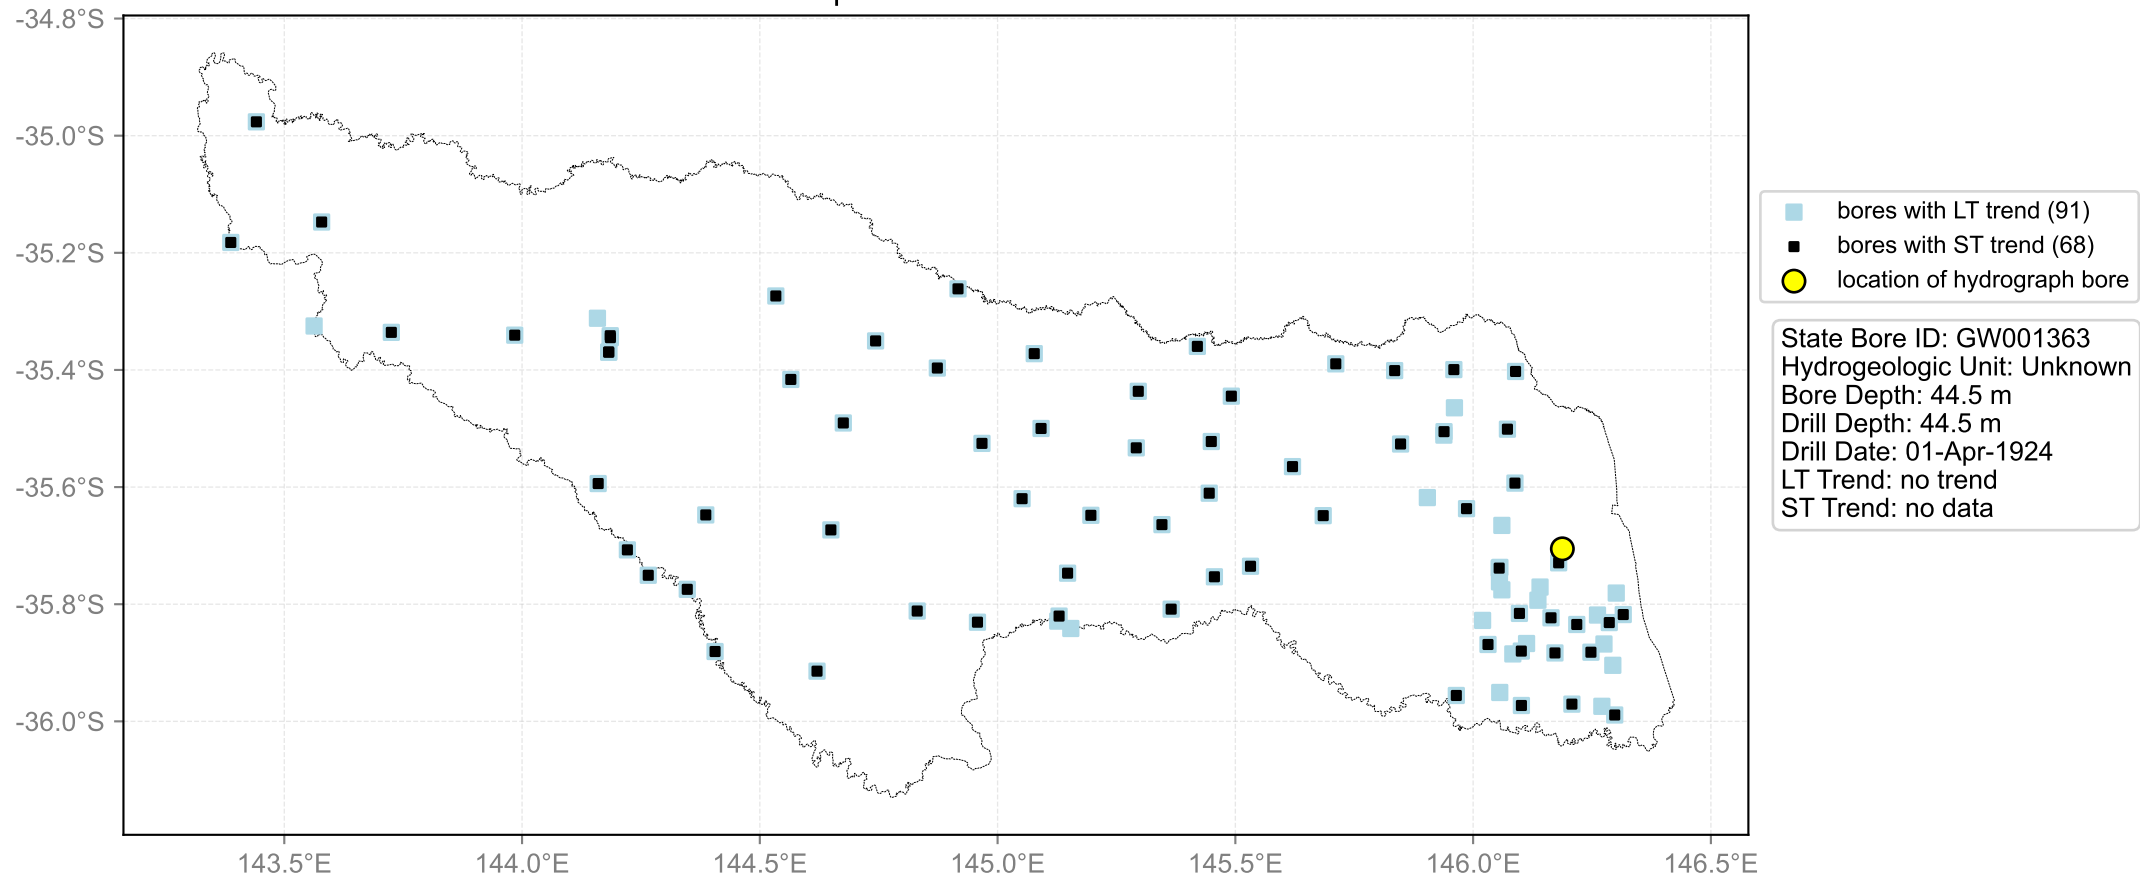 -34.8°S
-35.0°S
-35.2°S
-35.4°S
-35.6°S
-35.8°S
-36.0°S
143.5°E
144.0°E
144.5°E
145.0°E
145.5°E
146.0°E
146.5°E
bores with LT trend (91)
bores with ST trend (68)
location of hydrograph bore
State Bore ID: GW001363
Hydrogeologic Unit: Unknown
Bore Depth: 44.5 m
Drill Depth: 44.5 m
Drill Date: 01-Apr-1924
LT Trend: no trend
ST Trend: no data